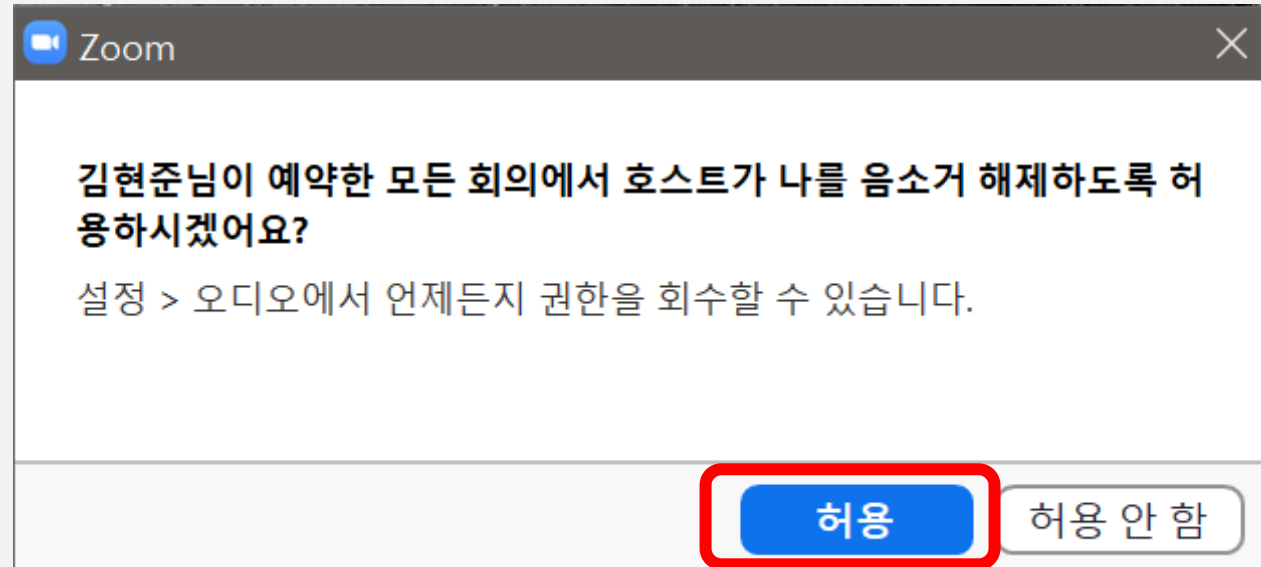 Zoom
김현준님이 예약한 모든 회의에서 호스트가 나를 음소거 해제하도록 허
용하시겠어요?
설정 > 오디오에서 언제든지 권한을 회수할 수 있습니다.
허용 허용 안 함